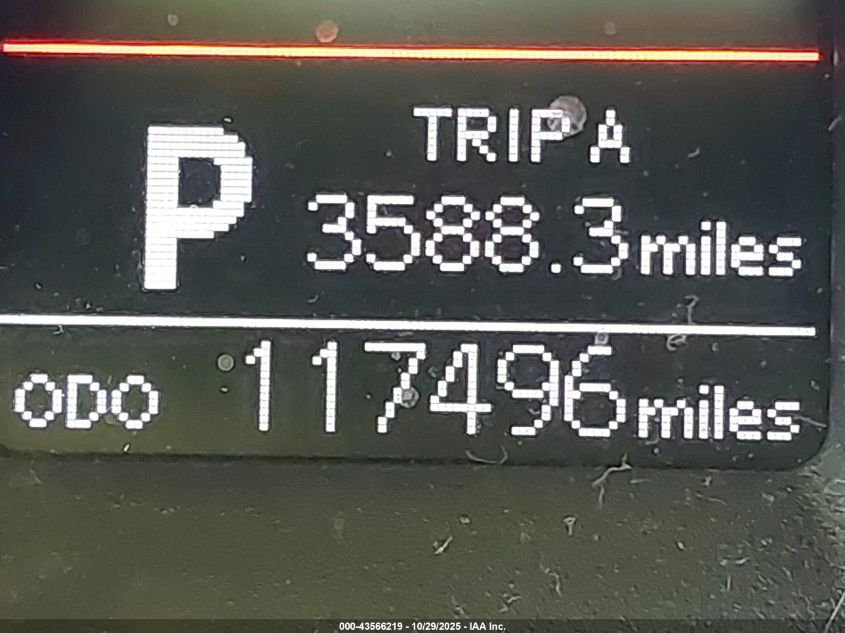 TRIP A
P 3588.3 miles
ODO 117496 miles
000-43566219 - 10/29/2025 - IAA Inc.